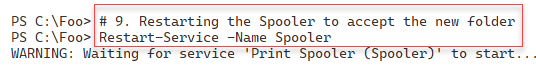 PS C:\Foo> # 9. Restarting the Spooler to accept the new folder
PS C:\Foo> Restart-Service -Name Spooler
WARNING: Waiting for service 'Print Spooler (Spooler)' to start...